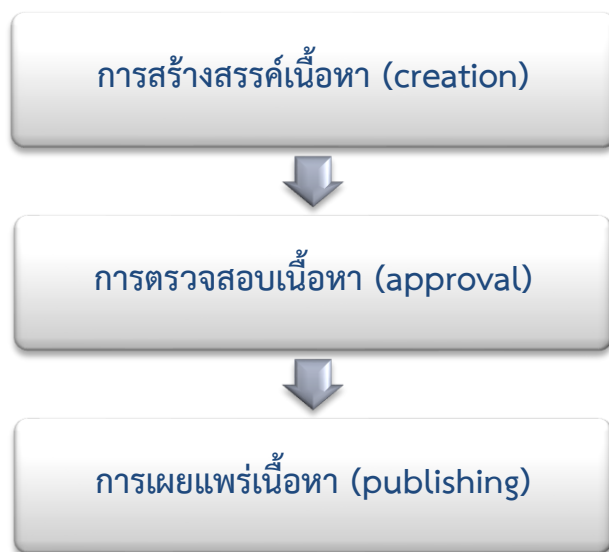 การสร้างสรรค์เนื้อหา (creation)
การตรวจสอบเนื้อหา (approval)
การเผยแพร่เนื้อหา (publishing)